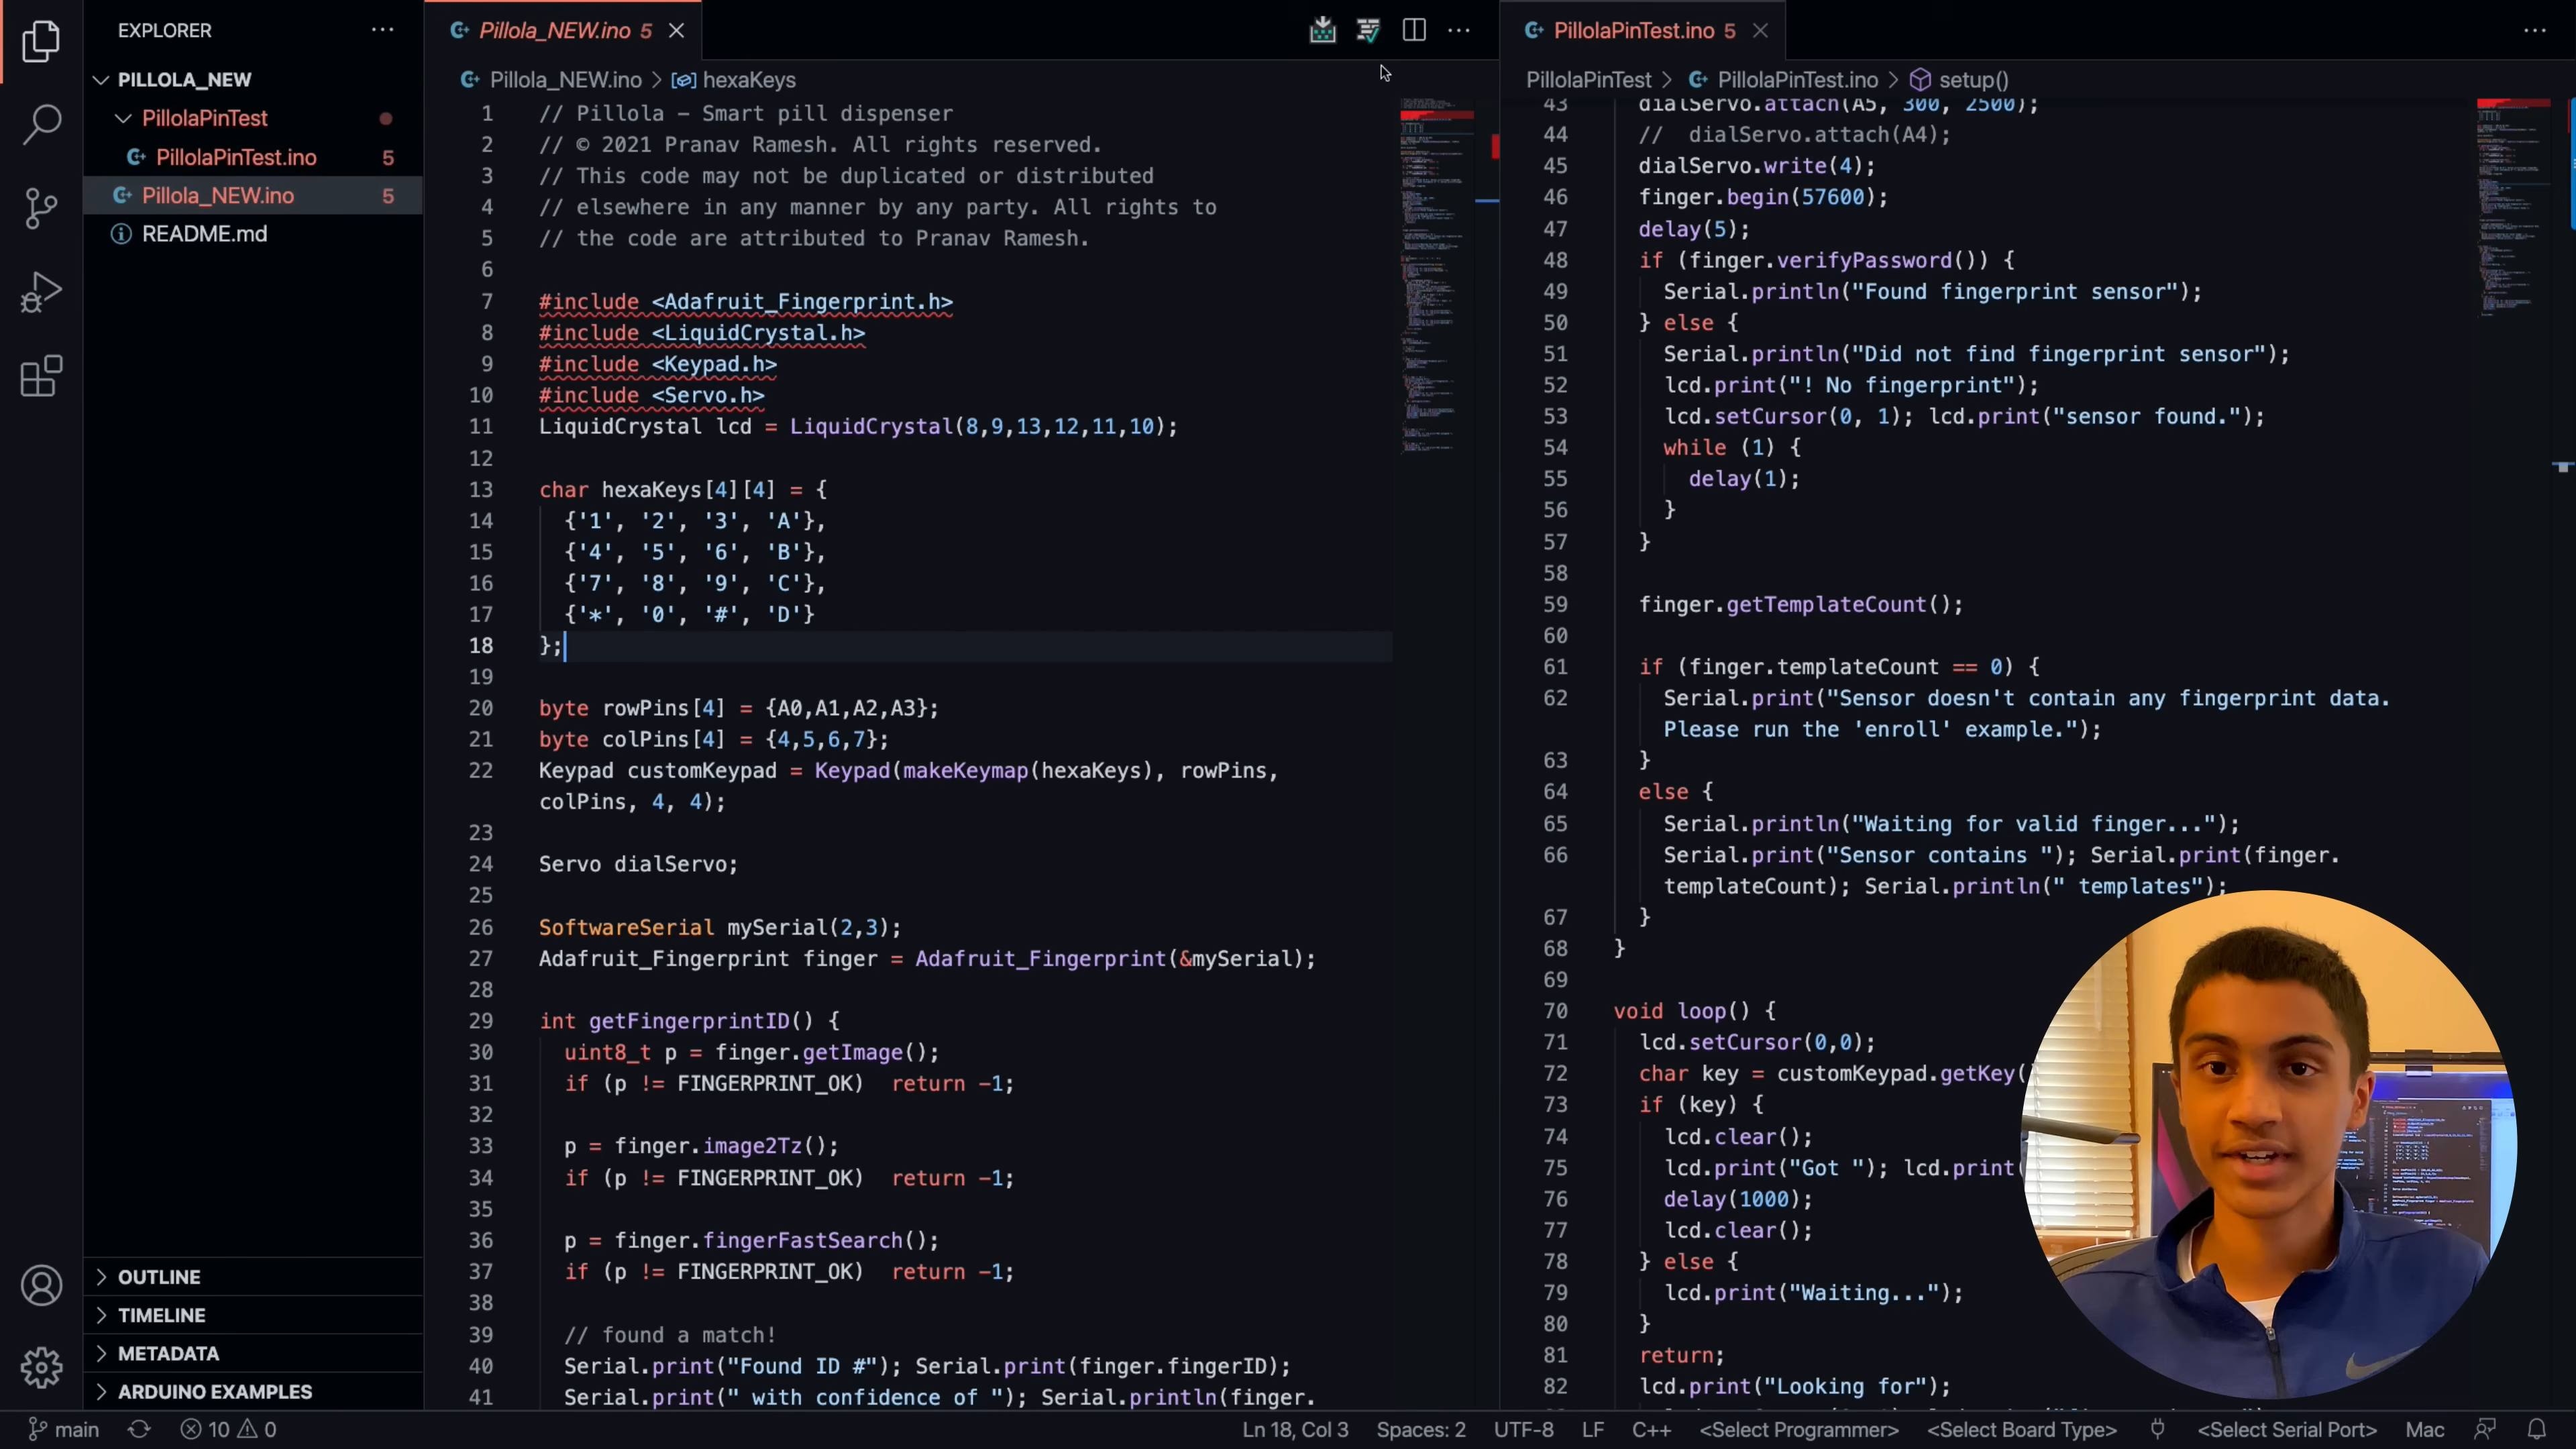 EXPLORER
PILLOLA_NEW
PillolaPinTest
PillolaPinTest.ino 5
Pillola_NEW.ino 5
README.md
OUTLINE
TIMELINE
METADATA
ARDUINO EXAMPLES
Pillola_NEW.ino 5
Pillola_NEW.ino > hexaKeys
1 // Pillola – Smart pill dispenser
2 // © 2021 Pranav Ramesh. All rights reserved.
3 // This code may not be duplicated or distributed
4 // elsewhere in any manner by any party. All rights to
5 // the code are attributed to Pranav Ramesh.
6
7 #include <Adafruit_Fingerprint.h>
8 #include <LiquidCrystal.h>
9 #include <Keypad.h>
10 #include <Servo.h>
11 LiquidCrystal lcd = LiquidCrystal(8,9,13,12,11,10);
12
13 char hexaKeys[4][4] = {
14 {'1', '2', '3', 'A'},
15 {'4', '5', '6', 'B'},
16 {'7', '8', '9', 'C'},
17 {'*', '0', '#', 'D'}
18 };
19
20 byte rowPins[4] = {A0,A1,A2,A3};
21 byte colPins[4] = {4,5,6,7};
22 Keypad customKeypad = Keypad(makeKeymap(hexaKeys), rowPins,
colPins, 4, 4);
23
24 Servo dialServo;
25
26 SoftwareSerial mySerial(2,3);
27 Adafruit_Fingerprint finger = Adafruit_Fingerprint(&mySerial);
28
29 int getFingerprintID() {
30 uint8_t p = finger.getImage();
31 if (p != FINGERPRINT_OK) return -1;
32
33 p = finger.image2Tz();
34 if (p != FINGERPRINT_OK) return -1;
35
36 p = finger.fingerFastSearch();
37 if (p != FINGERPRINT_OK) return -1;
38
39 // found a match!
40 Serial.print("Found ID #"); Serial.print(finger.fingerID);
41 Serial.print(" with confidence of "); Serial.println(finger.
PillolaPinTest.ino 5
PillolaPinTest > PillolaPinTest.ino > setup()
43 dialServo.attach(A5, 300, 2500);
44 // dialServo.attach(A4);
45 dialServo.write(4);
46 finger.begin(57600);
47 delay(5);
48 if (finger.verifyPassword()) {
49 Serial.println("Found fingerprint sensor");
50 } else {
51 Serial.println("Did not find fingerprint sensor");
52 lcd.print("! No fingerprint");
53 lcd.setCursor(0, 1); lcd.print("sensor found.");
54 while (1) {
55 delay(1);
56 }
57 }
58
59 finger.getTemplateCount();
60
61 if (finger.templateCount == 0) {
62 Serial.print("Sensor doesn't contain any fingerprint data.
Please run the 'enroll' example.");
63 }
64 else {
65 Serial.println("Waiting for valid finger...");
66 Serial.print("Sensor contains "); Serial.print(finger.
templateCount); Serial.println(" templates");
67 }
68 }
69
70 void loop() {
71 lcd.setCursor(0,0);
72 char key = customKeypad.getKey(
73 if (key) {
74 lcd.clear();
75 lcd.print("Got "); lcd.print(
76 delay(1000);
77 lcd.clear();
78 } else {
79 lcd.print("Waiting...");
80 }
81 return;
82 lcd.print("Looking for");
main 10 0 Ln 18, Col 3 Spaces: 2 UTF-8 LF C++ <Select Programmer> <Select Board Type> <Select Serial Port> Mac